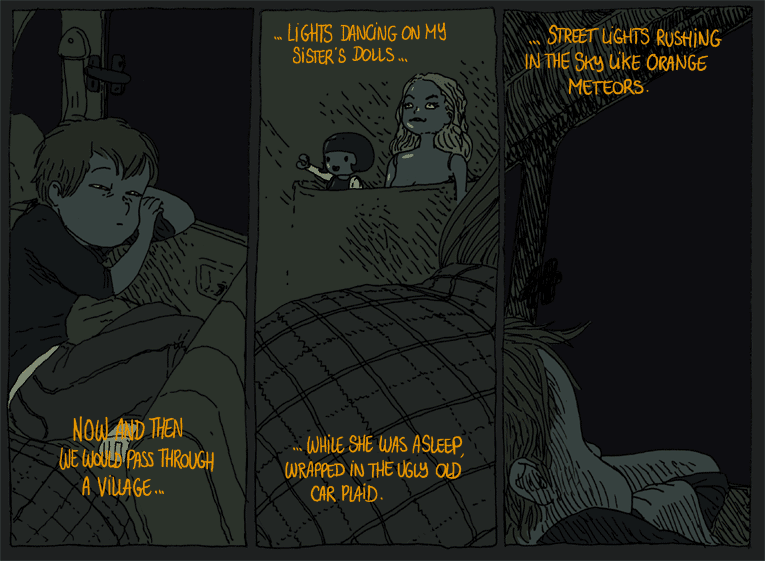 NOW AND THEN
WE WOULD PASS THROUGH
A VILLAGE...
... LIGHTS DANCING ON MY
SISTER'S DOLLS ...
... WHILE SHE WAS ASLEEP,
WRAPPED IN THE UGLY OLD
CAR PLAID.
... STREET LIGHTS RUSHING
IN THE SKY LIKE ORANGE
METEORS.